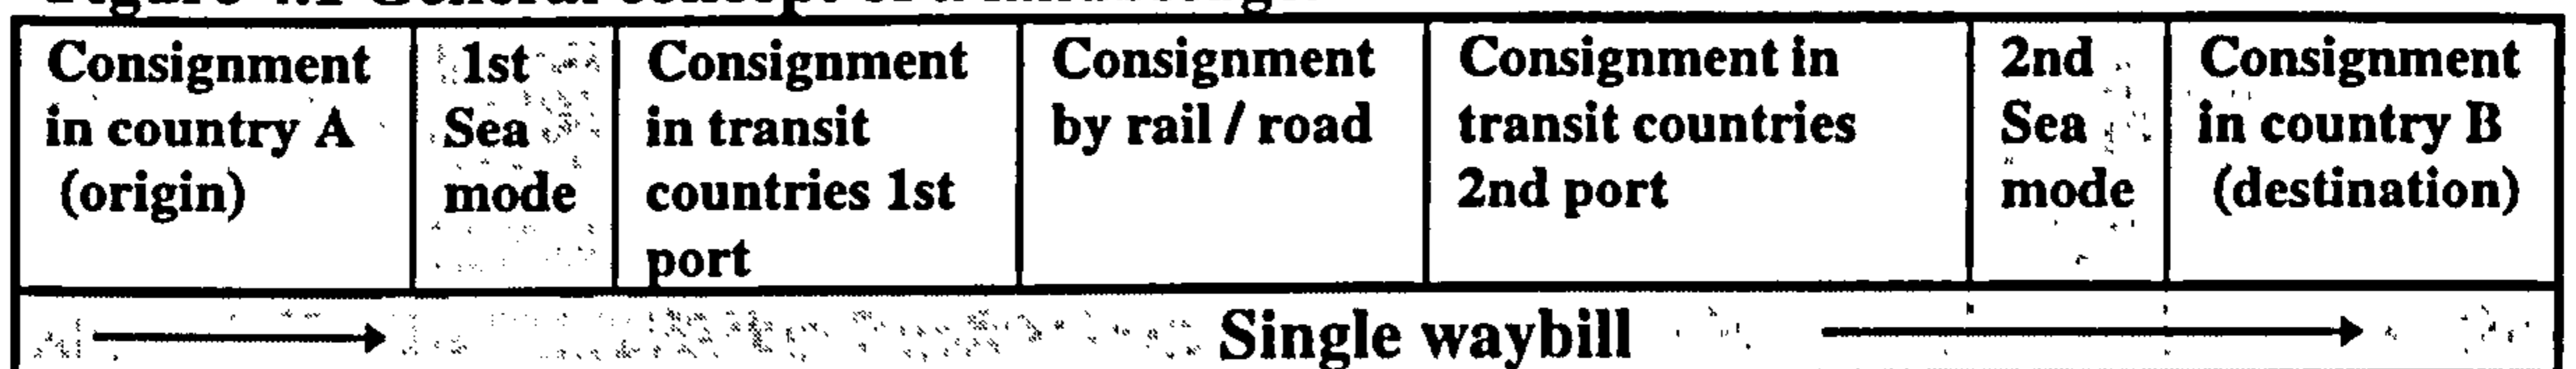 Consignment
in country A
(origin)
1st
Sea
mode
Consignment
in transit
countries 1st
port
Consignment
by rail / road
Consignment in
transit countries
2nd port
2nd
Sea
mode
Consignment
in country B
(destination)
Single waybill